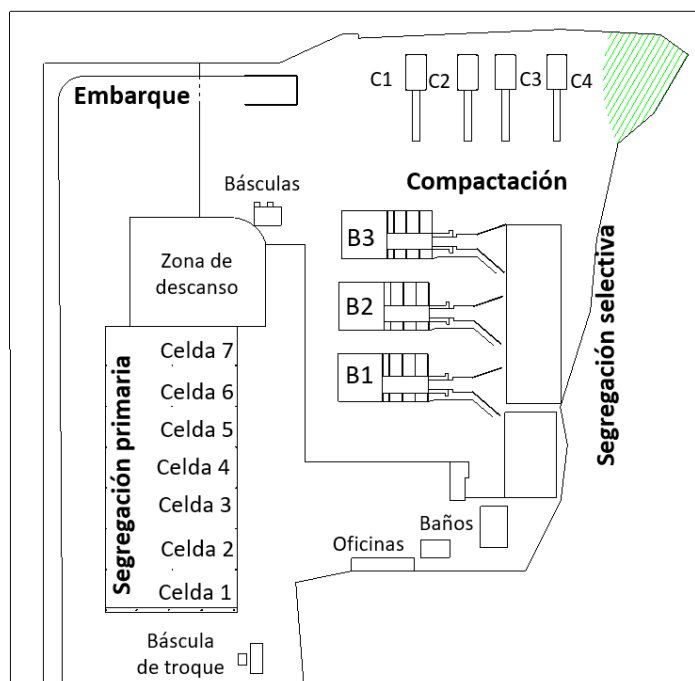 C1
C2
C3
C4
Embarque
Compactación
Básculas
B3
Zona de
descanso
B2
B1
Segregación selectiva
Segregación primaria
Celda 7
Celda 6
Celda 5
Celda 4
Celda 3
Celda 2
Celda 1
Baños
Oficinas
Báscula
de troque